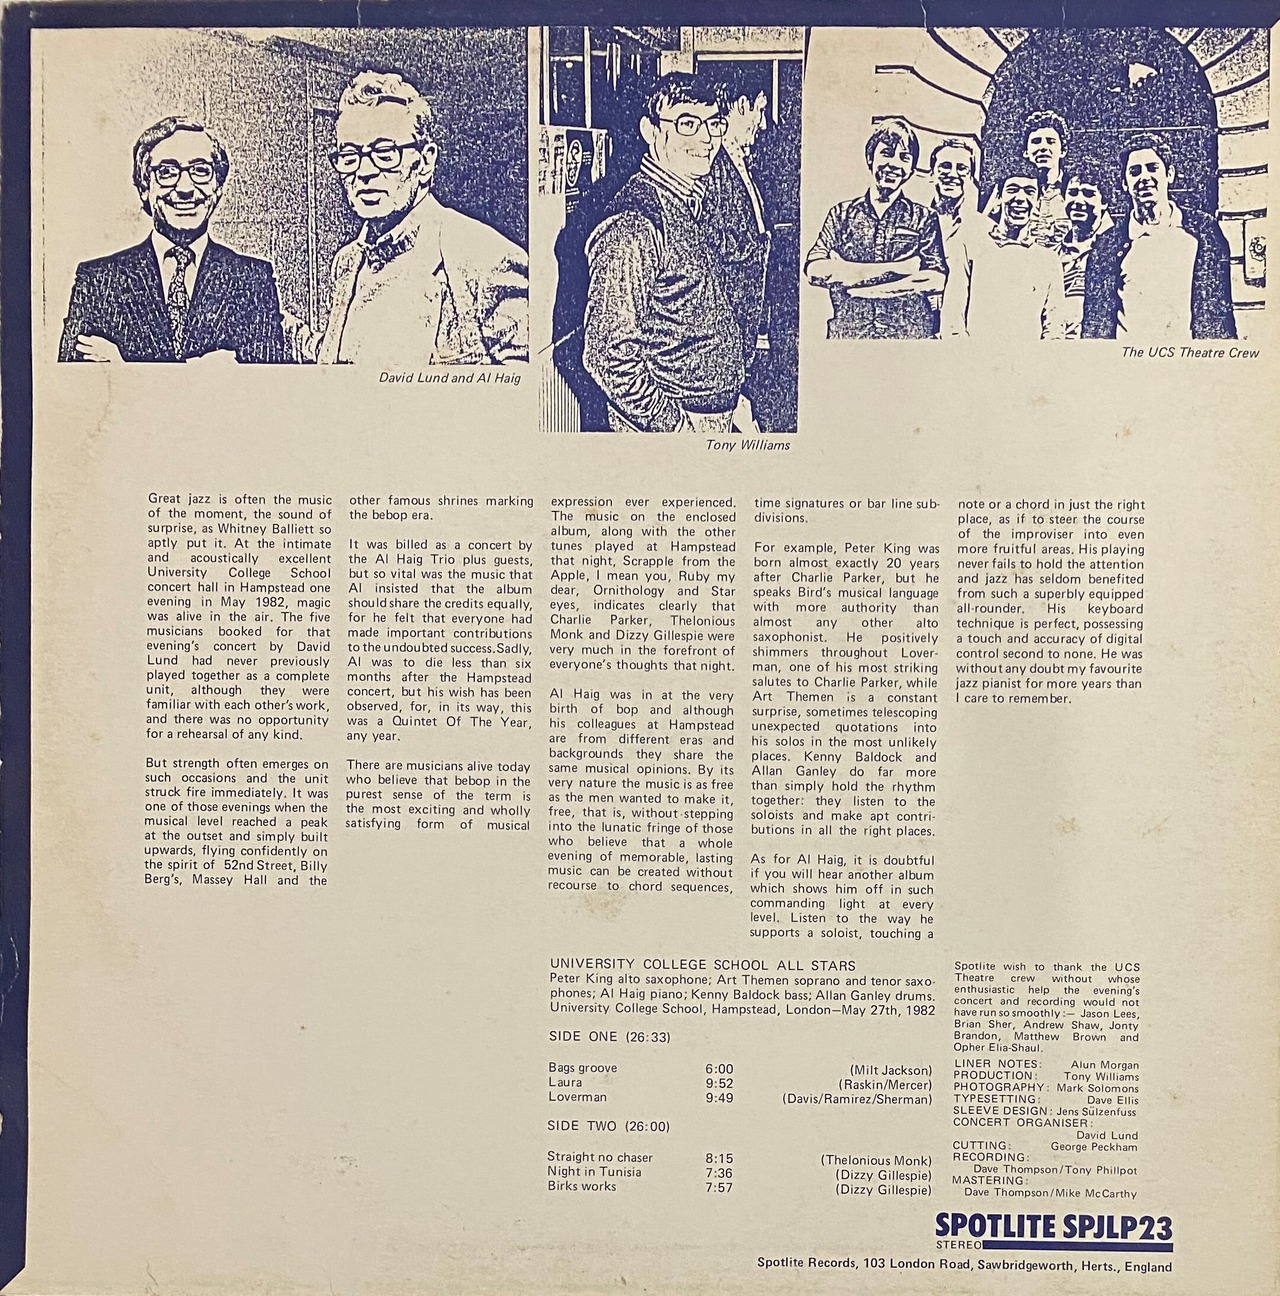 David Lund and Al Haig
Tony Williams
The UCS Theatre Crew
Great jazz is often the music
of the moment, the sound of
surprise, as Whitney Balliett so
aptly put it. At the intimate
and acoustically excellent
University College School
concert hall in Hampstead one
evening in May 1982, magic
was alive in the air. The five
musicians booked for that
evening's concert by David
Lund had never previously
played together as a complete
unit, although they were
familiar with each other's work,
and there was no opportunity
for a rehearsal of any kind.
But strength often emerges on
such occasions and the unit
struck fire immediately. It was
one of those evenings when the
musical level reached a peak
at the outset and simply built
upwards, flying confidently on
the spirit of 52nd Street, Billy
Berg's, Massey Hall and the
other famous shrines marking
the bebop era.
It was billed as a concert by
the Al Haig Trio plus guests,
but so vital was the music that
Al insisted that the album
should share the credits equally,
for he felt that everyone had
made important contributions
to the undoubted success. Sadly,
Al was to die less than six
months after the Hampstead
concert, but his wish has been
observed, for, in its way, this
was a Quintet Of The Year,
any year.
There are musicians alive today
who believe that bebop in the
purest sense of the term is
the most exciting and wholly
satisfying form of musical
expression ever experienced.
The music on the enclosed
album, along with the other
tunes played at Hampstead
that night, Scrapple from the
Apple, I mean you, Ruby my
dear, Ornithology and Star
eyes, indicates clearly that
Charlie Parker, Thelonious
Monk and Dizzy Gillespie were
very much in the forefront of
everyone's thoughts that night.
Al Haig was in at the very
birth of bop and although
his colleagues at Hampstead
are from different eras and
backgrounds they share the
same musical opinions. By its
very nature the music is as free
as the men wanted to make it,
free, that is, without stepping
into the lunatic fringe of those
who believe that a whole
evening of memorable, lasting
music can be created without
recourse to chord sequences,
time signatures or bar line sub-
divisions.
For example, Peter King was
born almost exactly 20 years
after Charlie Parker, but he
speaks Bird's musical language
with more authority than
almost any other alto
saxophonist. He positively
shimmers throughout Lover-
man, one of his most striking
salutes to Charlie Parker, while
Art Themen is a constant
surprise, sometimes telescoping
unexpected quotations into
his solos in the most unlikely
places. Kenny Baldock and
Allan Ganley do far more
than simply hold the rhythm
together: they listen to the
soloists and make apt contri-
butions in all the right places.
As for Al Haig, it is doubtful
if you will hear another album
which shows him off in such
commanding light at every
level. Listen to the way he
supports a soloist, touching a
note or a chord in just the right
place, as if to steer the course
of the improviser into even
more fruitful areas. His playing
never fails to hold the attention
and jazz has seldom benefited
from such a superbly equipped
all-rounder. His keyboard
technique is perfect, possessing
a touch and accuracy of digital
control second to none. He was
without any doubt my favourite
jazz pianist for more years than
I care to remember.
UNIVERSITY COLLEGE SCHOOL ALL STARS
Peter King alto saxophone; Art Themen soprano and tenor saxo-
phones; Al Haig piano; Kenny Baldock bass; Allan Ganley drums.
University College School, Hampstead, London—May 27th, 1982
SIDE ONE (26:33)
Bags groove 6:00 (Milt Jackson)
Laura 9:52 (Raskin/Mercer)
Loverman 9:49 (Davis/Ramirez/Sherman)
SIDE TWO (26:00)
Straight no chaser 8:15 (Thelonious Monk)
Night in Tunisia 7:36 (Dizzy Gillespie)
Birks works 7:57 (Dizzy Gillespie)
Spotlite wish to thank the UCS
Theatre crew without whose
enthusiastic help the evening's
concert and recording would not
have run so smoothly:— Jason Lees,
Brian Sher, Andrew Shaw, Jonty
Brandon, Matthew Brown and
Opher Elia-Shaul.
LINER NOTES: Alun Morgan
PRODUCTION: Tony Williams
PHOTOGRAPHY: Mark Solomons
TYPESETTING: Dave Ellis
SLEEVE DESIGN: Jens Sülzenfuss
CONCERT ORGANISER:
David Lund
CUTTING: George Peckham
RECORDING:
Dave Thompson/Tony Phillpot
MASTERING:
Dave Thompson/Mike McCarthy
SPOTLITE SPJLP23
STEREO
Spotlite Records, 103 London Road, Sawbridgeworth, Herts., England